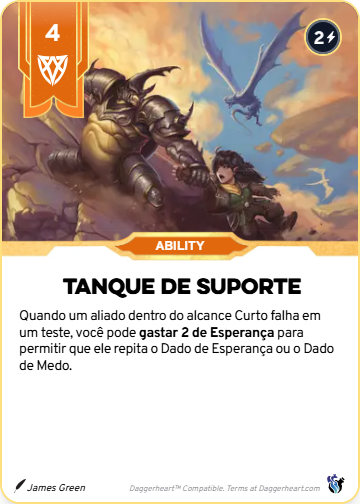 4
2
ABILITY
TANQUE DE SUPORTE
Quando um aliado dentro do alcance Curto falha em
um teste, você pode gastar 2 de Esperança para
permitir que ele repita o Dado de Esperança ou o Dado
de Medo.
James Green
Daggerheart™ Compatible. Terms at Daggerheart.com